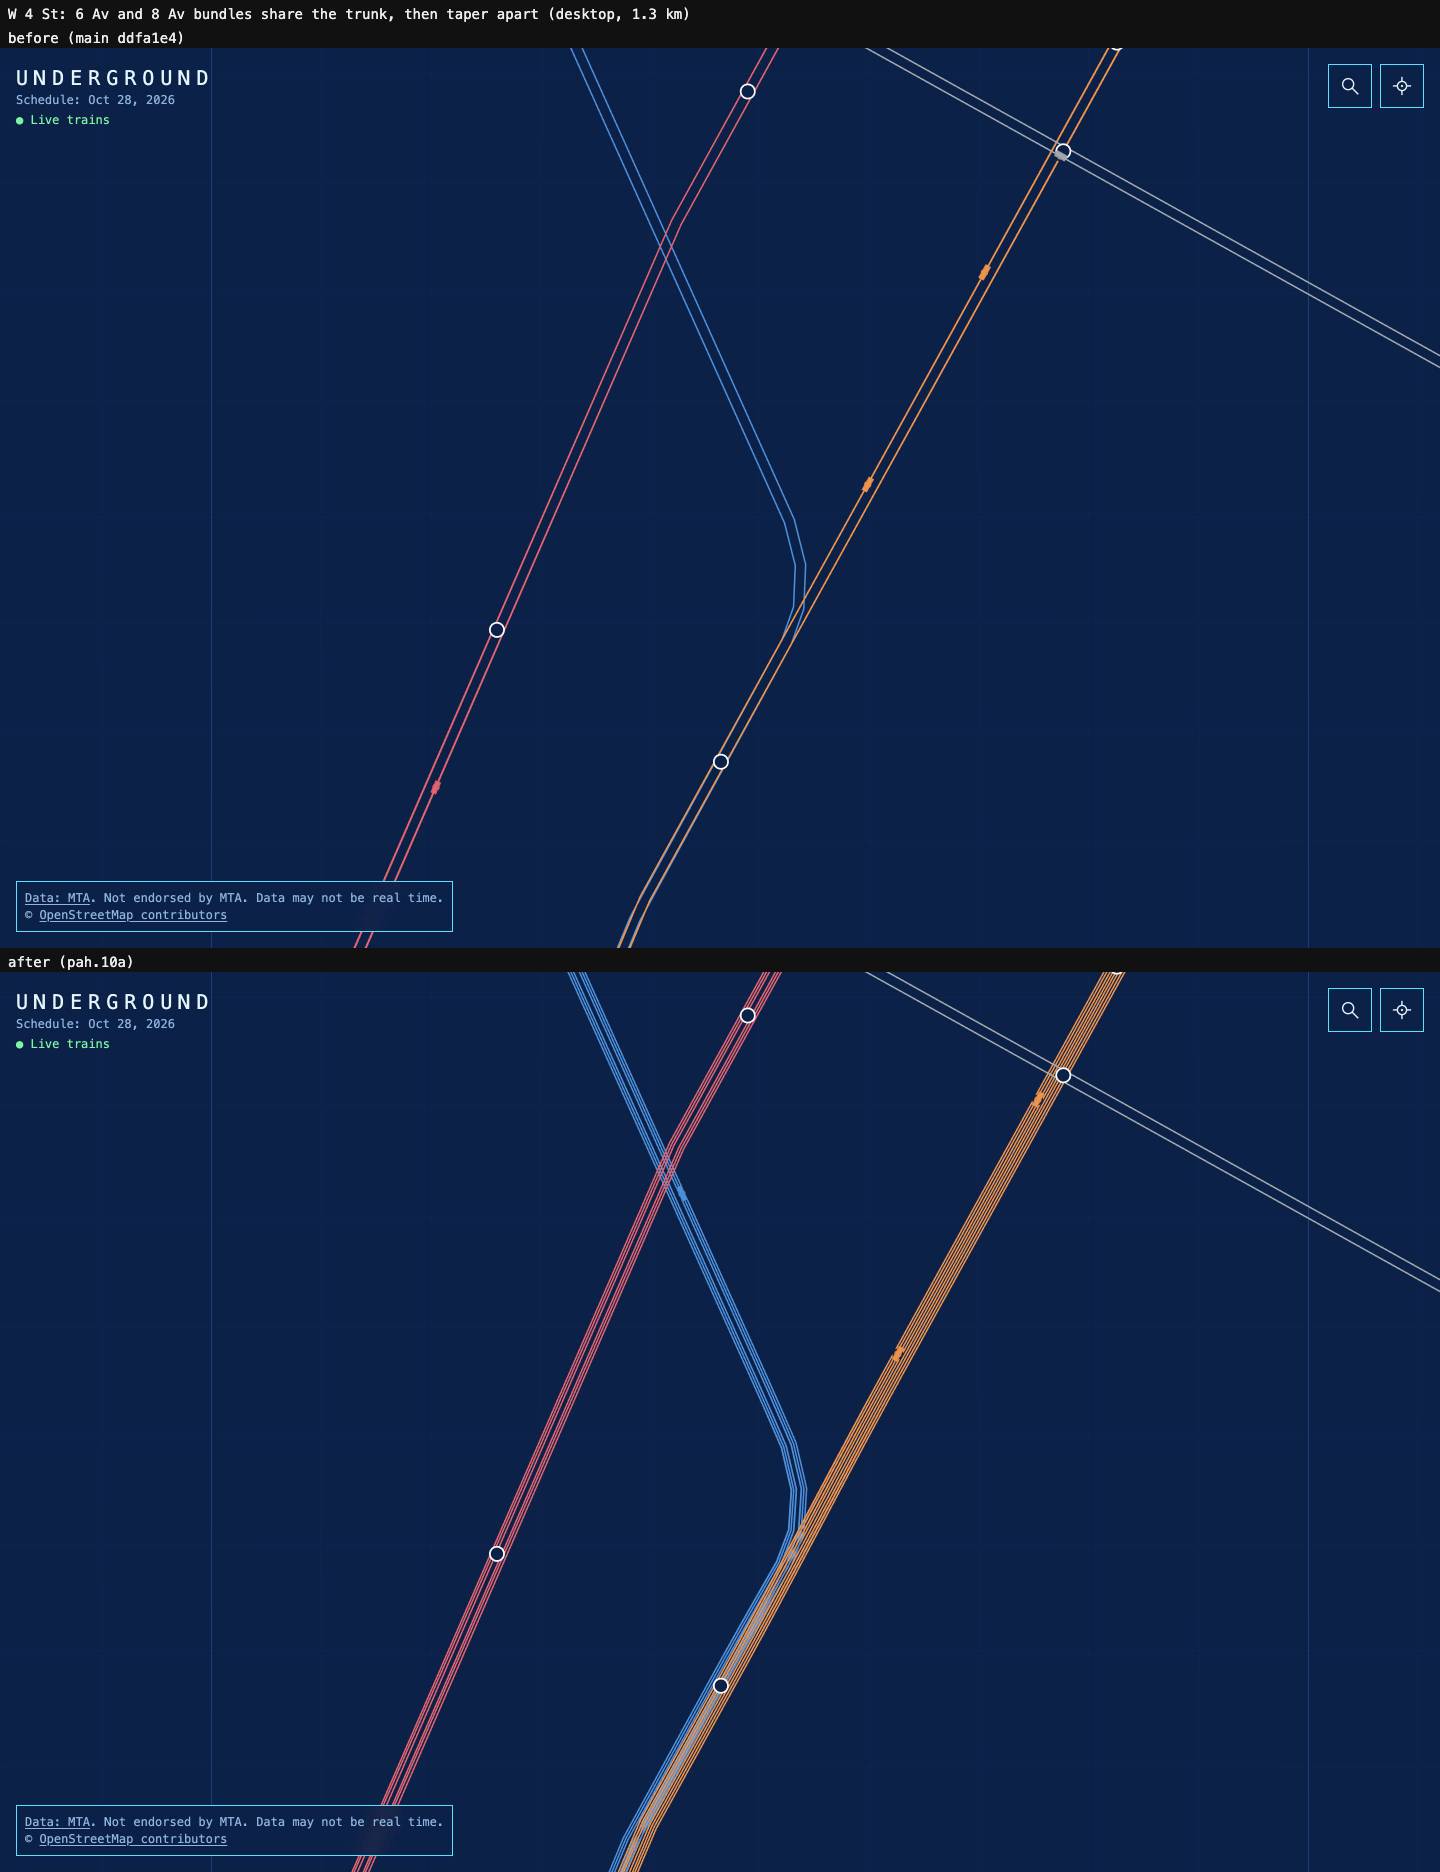 W 4 St: 6 Av and 8 Av bundles share the trunk, then taper apart (desktop, 1.3 km)
before (main ddfa1e4)
UNDERGROUND
Schedule: Oct 28, 2026
Live trains
Data: MTA. Not endorsed by MTA. Data may not be real time.
© OpenStreetMap contributors
after (pah.10a)
UNDERGROUND
Schedule: Oct 28, 2026
Live trains
Data: MTA. Not endorsed by MTA. Data may not be real time.
© OpenStreetMap contributors